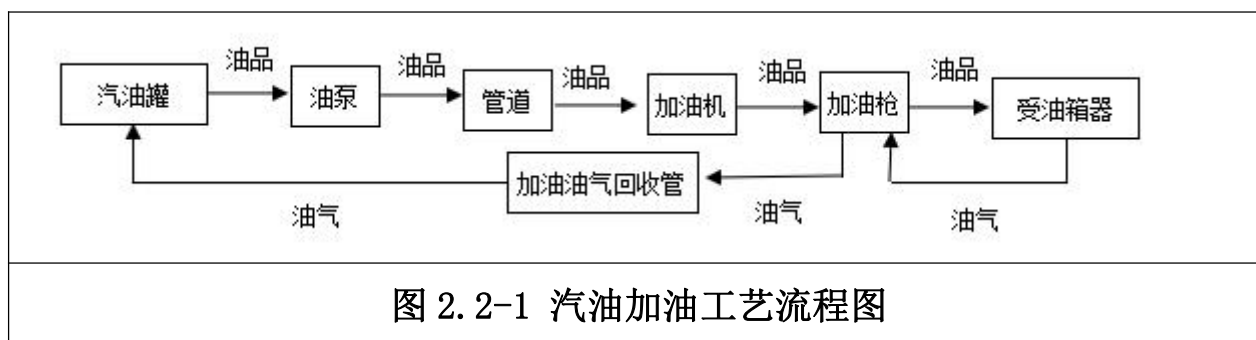 油品 油品 油品 油品 油品
汽油罐 油泵 管道 加油机 加油枪 受油箱器
加油油气回收管
油气 油气 油气
图 2.2-1 汽油加油工艺流程图